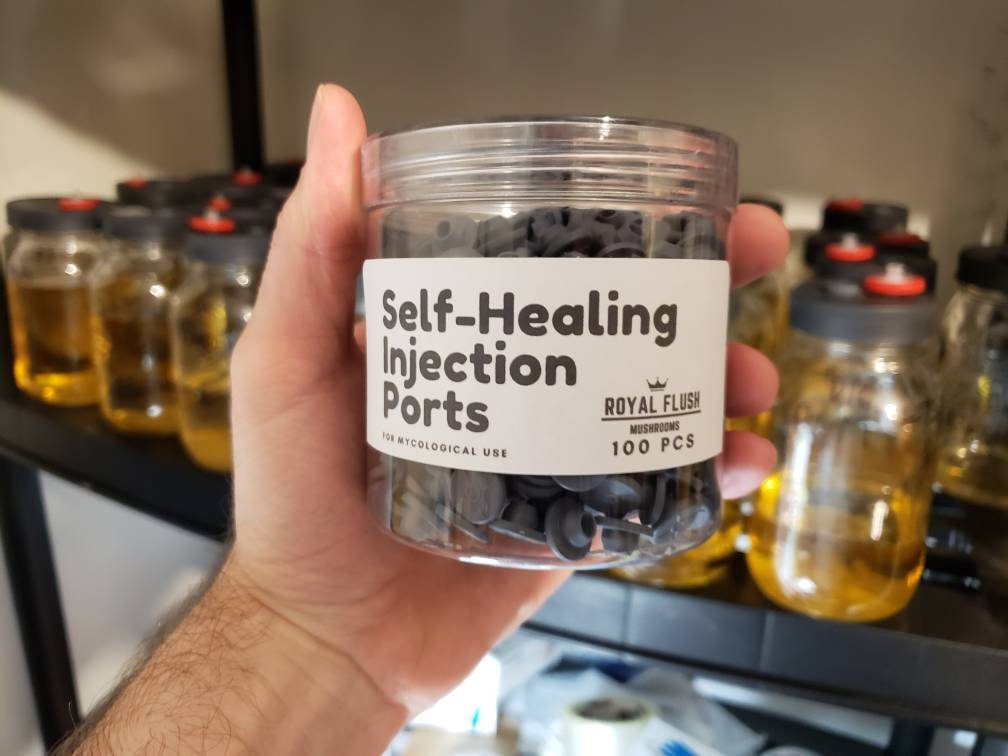 Self-Healing
Injection
Ports
FOR MYCOLOGICAL USE
ROYAL FLUSH
MUSHROOMS
100 PCS